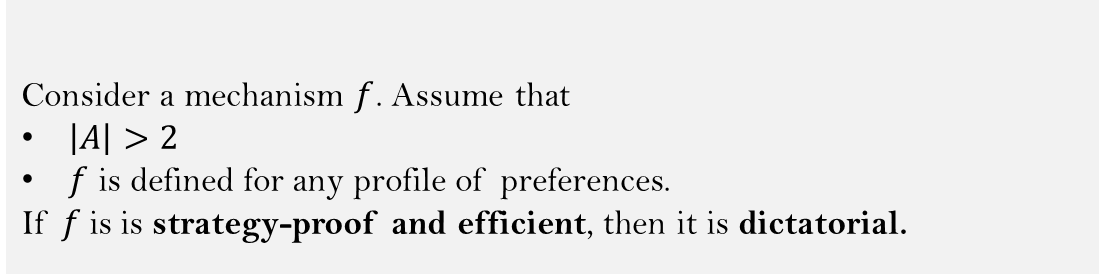 Consider a mechanism f. Assume that
• |A| > 2
• f is defined for any profile of preferences.
If f is is strategy-proof and efficient, then it is dictatorial.